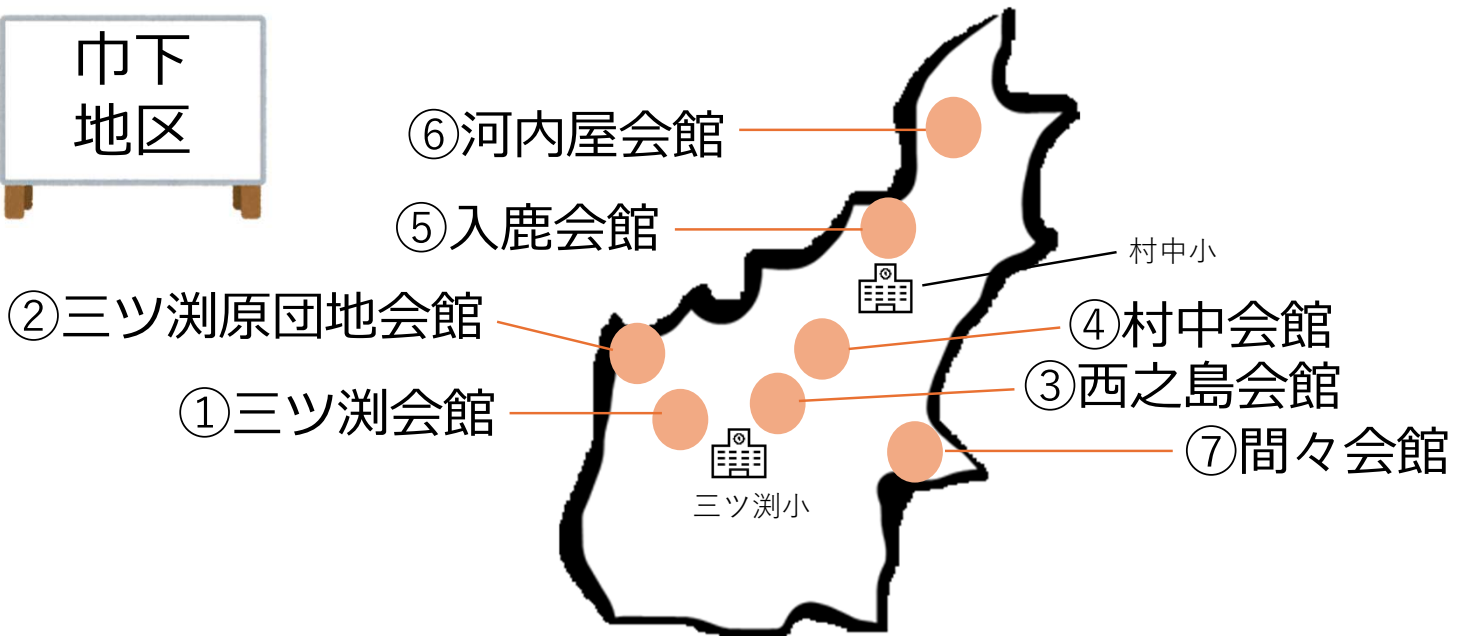 巾下
地区
⑥河内屋会館
⑤入鹿会館
村中小
②三ツ渕原団地会館
④村中会館
③西之島会館
①三ツ渕会館
⑦間々会館
三ツ渕小